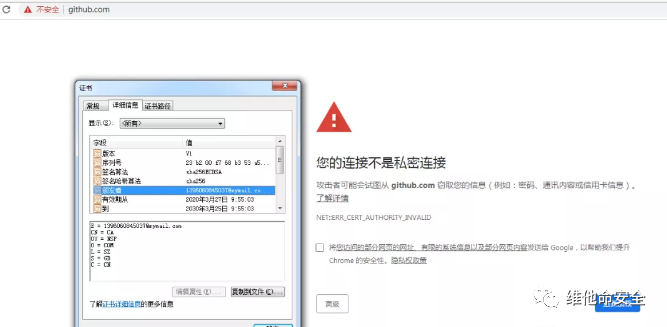 不安全 | github.com
证书
常规 详细信息 证书路径
显示(S): <所有>
字段 值
版本 V1
序列号 23 b2 00 f7 68 b3 53 a5...
签名算法 sha256ECDSA
签名哈希算法 sha256
颁发者
有效期从 2020年3月27日 9:55:03
到 2030年3月25日 9:55:03
CN = CA
OU = NSP
O = COM
L = SZ
S = GD
C = CN
编辑属性(E)... 复制到文件(C)...
了解证书详细信息的更多信息
您的连接不是私密连接
攻击者可能会试图从 github.com 窃取您的信息（例如：密码、通讯内容或信用卡信息）。
了解详情
NET::ERR_CERT_AUTHORITY_INVALID
将您访问的部分网页的网址、有限的系统信息以及部分网页内容发送给 Google，以帮助我们提升
Chrome 的安全性。隐私权政策
高级
维他命安全